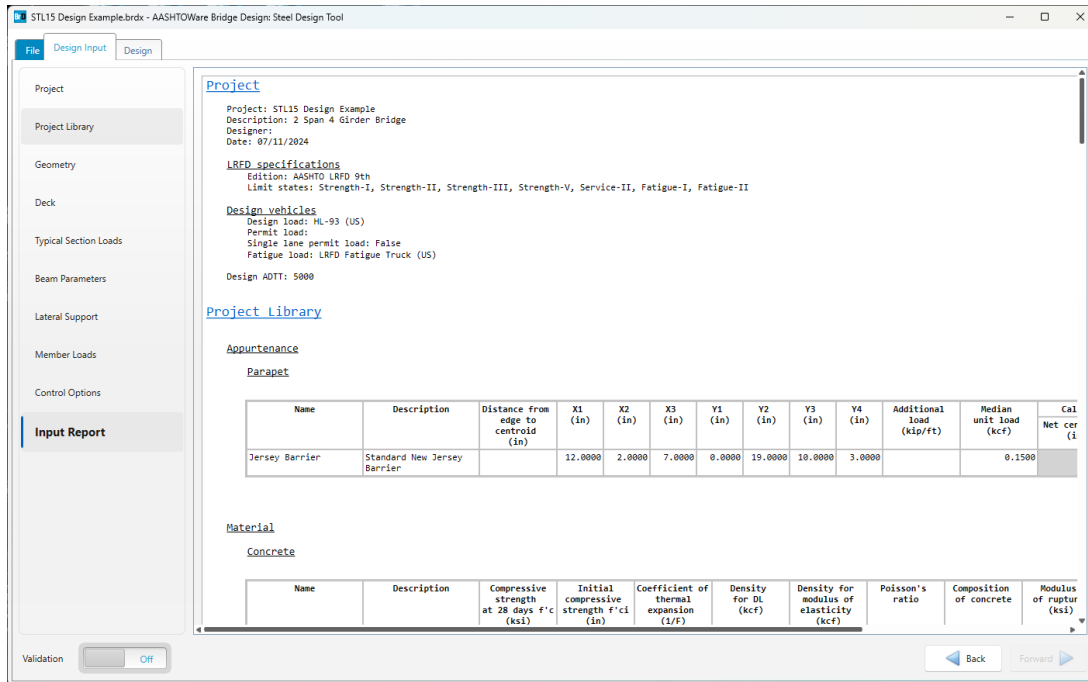 STL15 Design Example.brdx - AASHTOWare Bridge Design: Steel Design Tool
File Design Input Design
Project
Project Library
Geometry
Deck
Typical Section Loads
Beam Parameters
Lateral Support
Member Loads
Control Options
Input Report
Project
Project: STL15 Design Example
Description: 2 Span 4 Girder Bridge
Designer:
Date: 07/11/2024
LRFD specifications
Edition: AASHTO LRFD 9th
Limit states: Strength-I, Strength-II, Strength-III, Strength-V, Service-II, Fatigue-I, Fatigue-II
Design vehicles
Design load: HL-93 (US)
Permit load:
Single lane permit load: False
Fatigue load: LRFD Fatigue Truck (US)
Design ADTT: 5000
Project Library
Appurtenance
Parapet
Name Description Distance from X1 X2 X3 Y1 Y2 Y3 Y4 Additional Median Cal
edge to (in) (in) (in) (in) (in) (in) (in) load unit load Net cen
centroid (kip/ft) (kcf) (i
(in)
Jersey Barrier Standard New Jersey 12.0000 2.0000 7.0000 0.0000 19.0000 10.0000 3.0000 0.1500
Barrier
Material
Concrete
Name Description Compressive Initial Coefficient of Density Density for Poisson's Composition Modulus
strength compressive thermal for DL modulus of ratio of concrete of ruptur
at 28 days f'c strength f'ci expansion (kcf) elasticity (ksi)
(ksi) (in) (1/F) (kcf)
Validation Off Back Forward